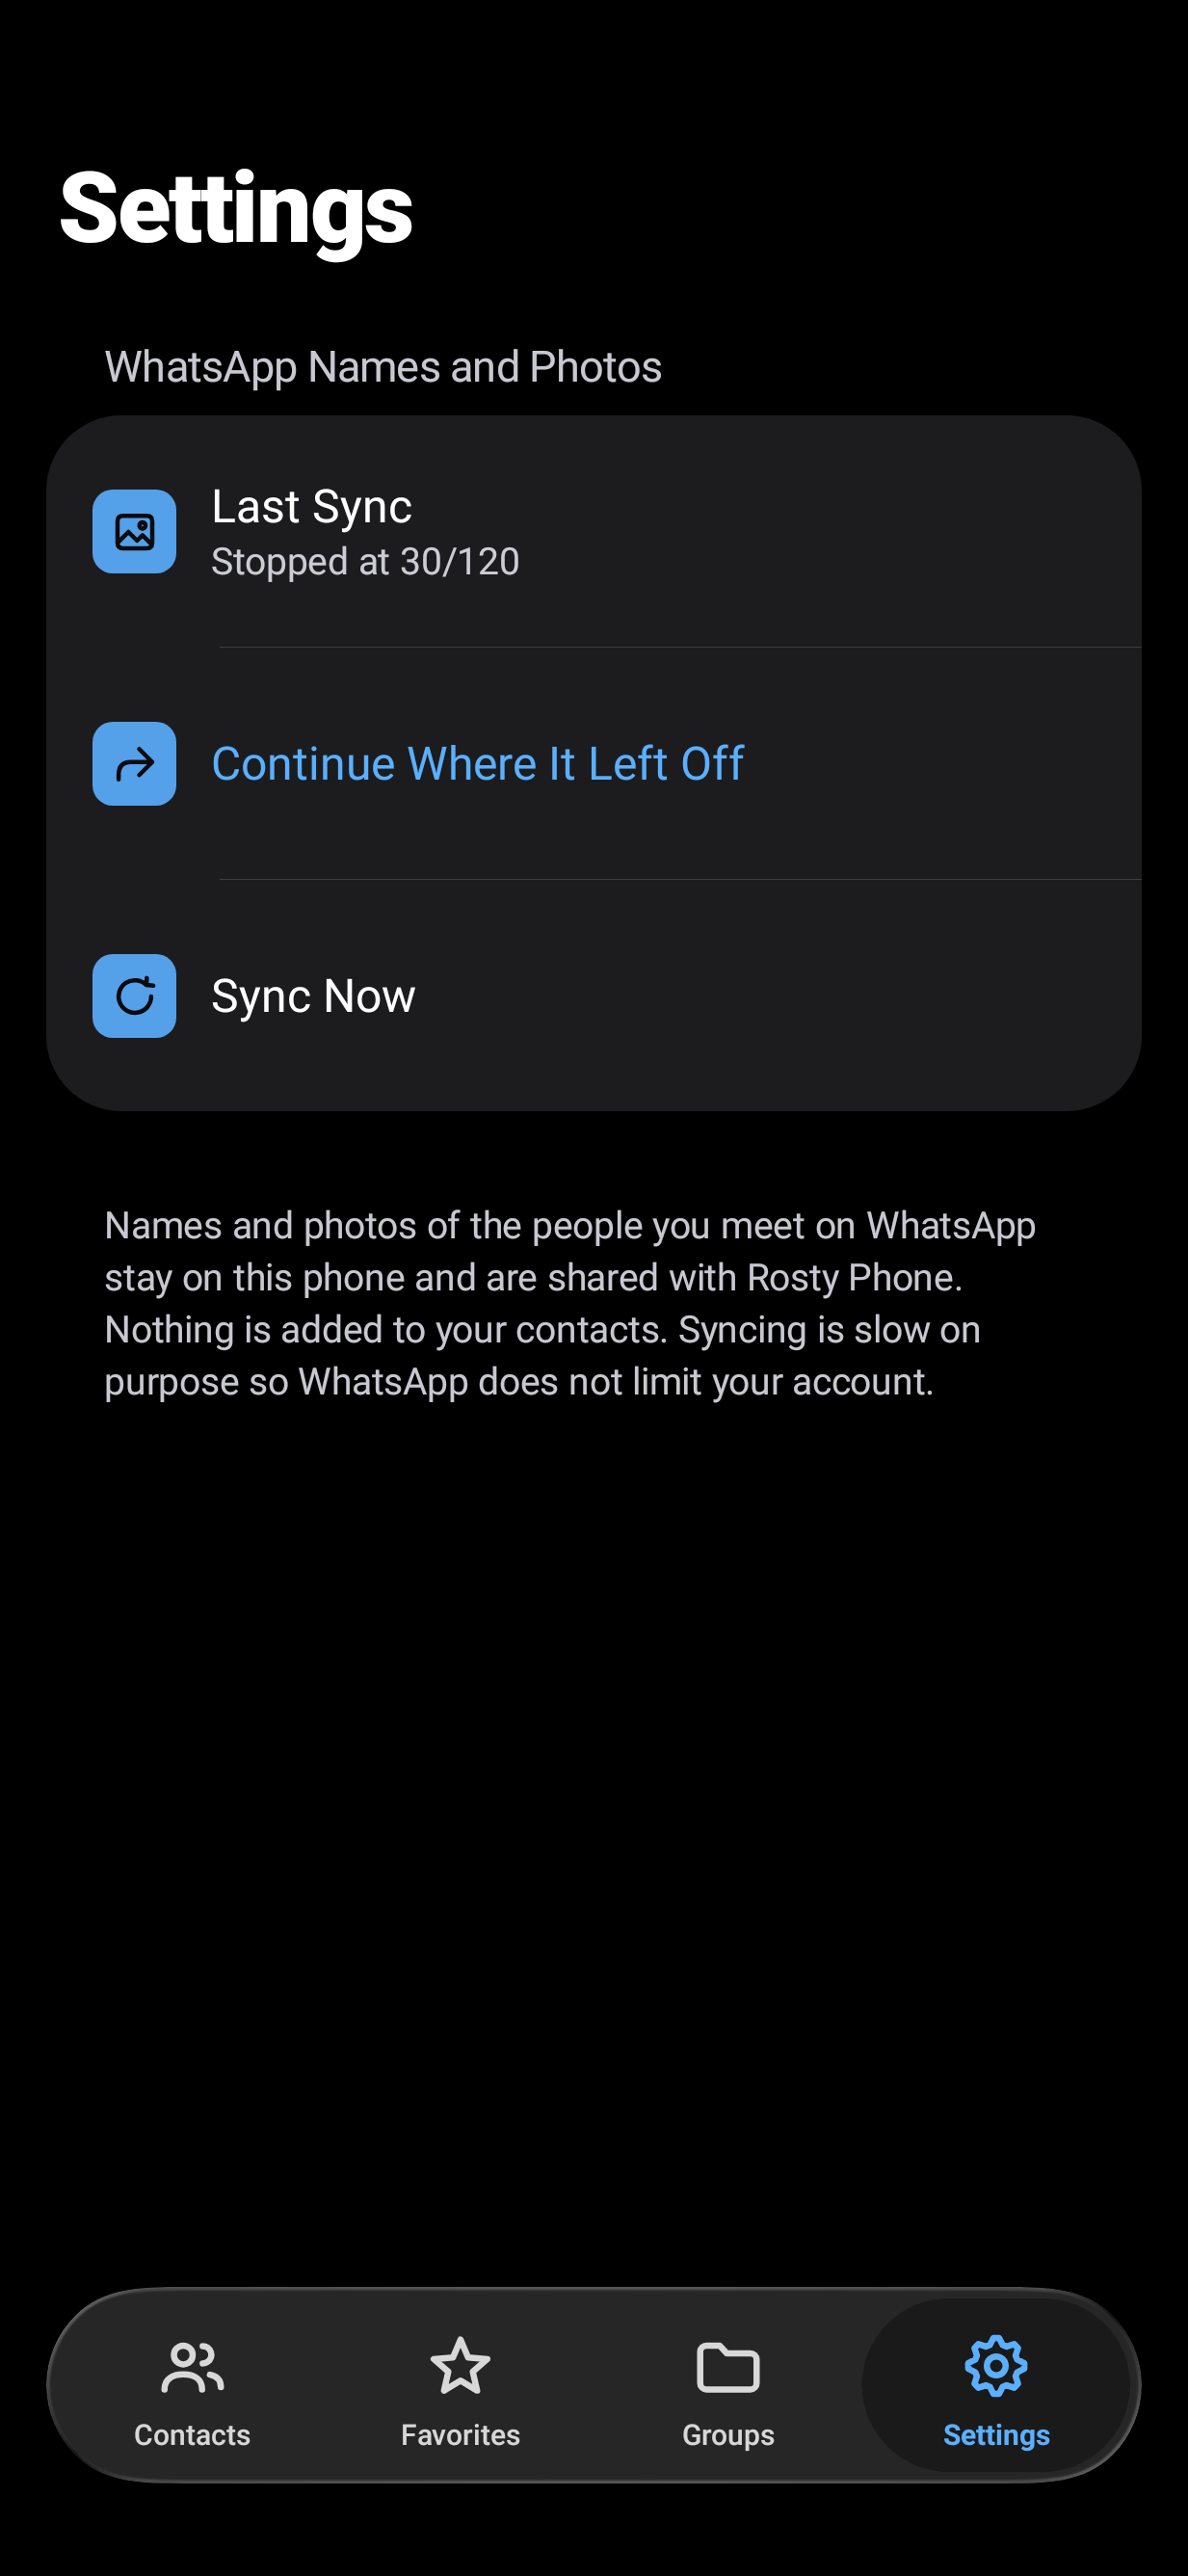 Settings
WhatsApp Names and Photos
Last Sync
Stopped at 30/120
Continue Where It Left Off
Sync Now
Names and photos of the people you meet on WhatsApp
stay on this phone and are shared with Rosty Phone.
Nothing is added to your contacts. Syncing is slow on
purpose so WhatsApp does not limit your account.
Contacts
Favorites
Groups
Settings